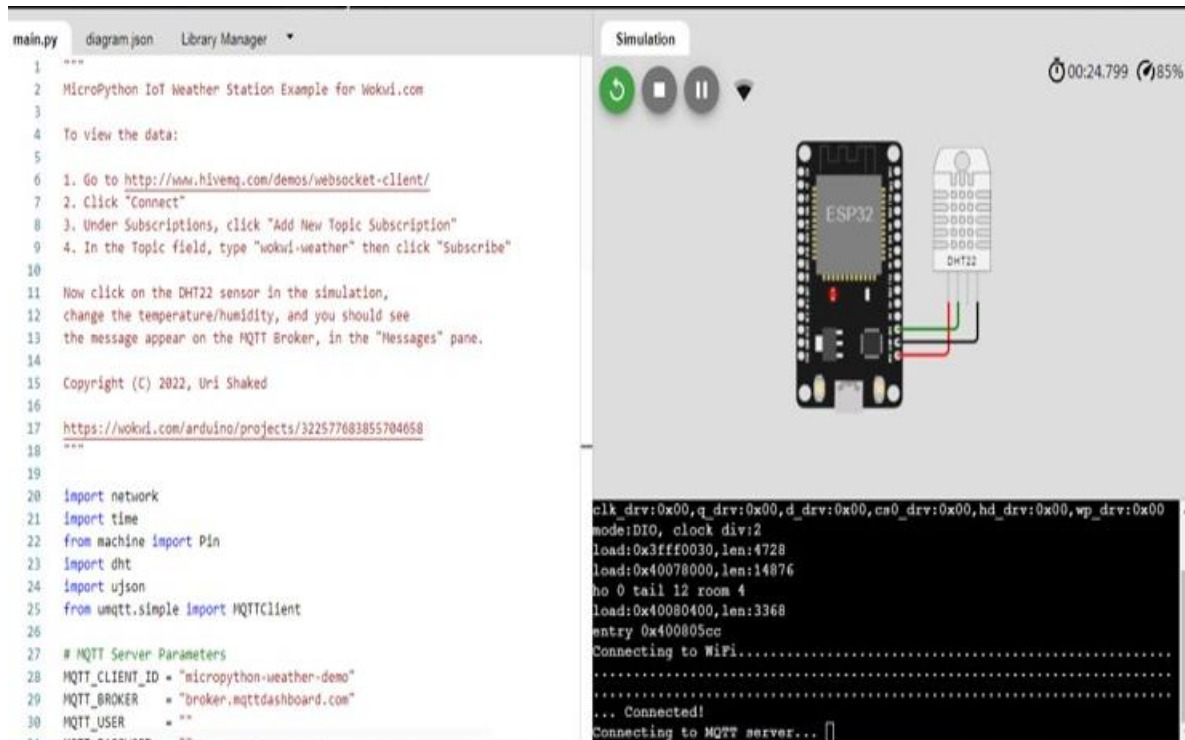 main.py diagram.json Library Manager
1 """
2 MicroPython IoT Weather Station Example for Wokwi.com
3
4 To view the data:
5
6 1. Go to http://www.hivemq.com/demos/websocket-client/
7 2. Click "Connect"
8 3. Under Subscriptions, click "Add New Topic Subscription"
9 4. In the Topic field, type "wokwi-weather" then click "Subscribe"
10
11 Now click on the DHT22 sensor in the simulation,
12 change the temperature/humidity, and you should see
13 the message appear on the MQTT Broker, in the "Messages" pane.
14
15 Copyright (C) 2022, Uri Shaked
16
17 https://wokwi.com/arduino/projects/322577683855704658
18 """
19
20 import network
21 import time
22 from machine import Pin
23 import dht
24 import ujson
25 from umqtt.simple import MQTTClient
26
27 # MQTT Server Parameters
28 MQTT_CLIENT_ID = "micropython-weather-demo"
29 MQTT_BROKER = "broker.mqttdashboard.com"
30 MQTT_USER = ""
Simulation
00:24.799 85%
ESP32
DHT22
clk_drv:0x00,q_drv:0x00,d_drv:0x00,cs0_drv:0x00,hd_drv:0x00,wp_drv:0x00
mode:DIO, clock div:2
load:0x3fff0030,len:4728
load:0x40078000,len:14876
ho 0 tail 12 room 4
load:0x40080400,len:3368
entry 0x400805cc
Connecting to WiFi......................................................
........................................................................
........................................................................
... Connected!
Connecting to MQTT server...